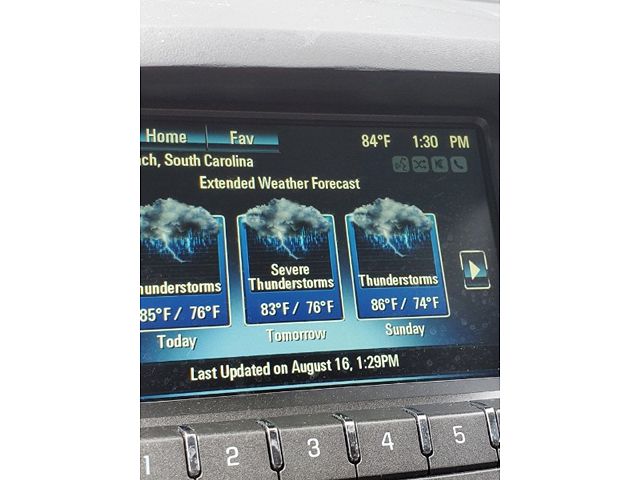 Home Fav 84°F 1:30 PM
ch, South Carolina
Extended Weather Forecast
hunderstorms Severe Thunderstorms Thunderstorms
85°F / 76°F 83°F / 76°F 86°F / 74°F
Today Tomorrow Sunday
Last Updated on August 16, 1:29PM
1 2 3 4 5